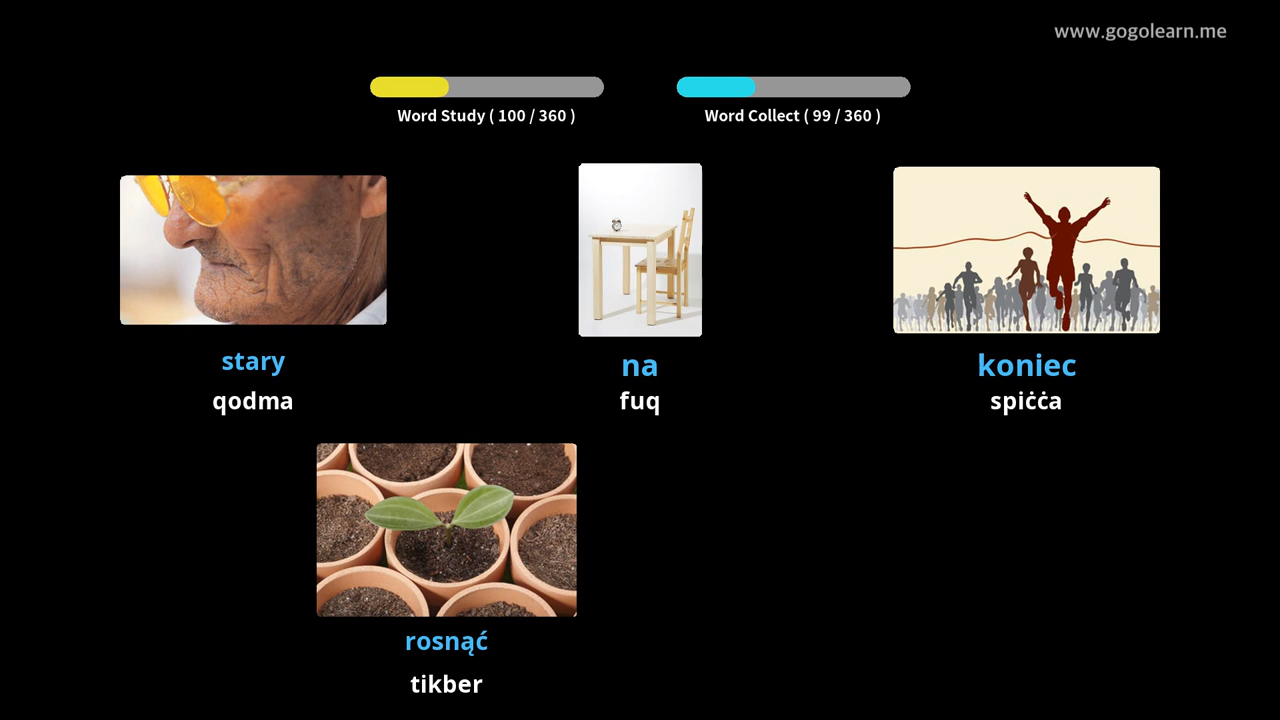 www.gogolearn.me
Word Study ( 100 / 360 )
Word Collect ( 99 / 360 )
stary
qodma
na
fuq
koniec
spiċċa
rosnąć
tikber